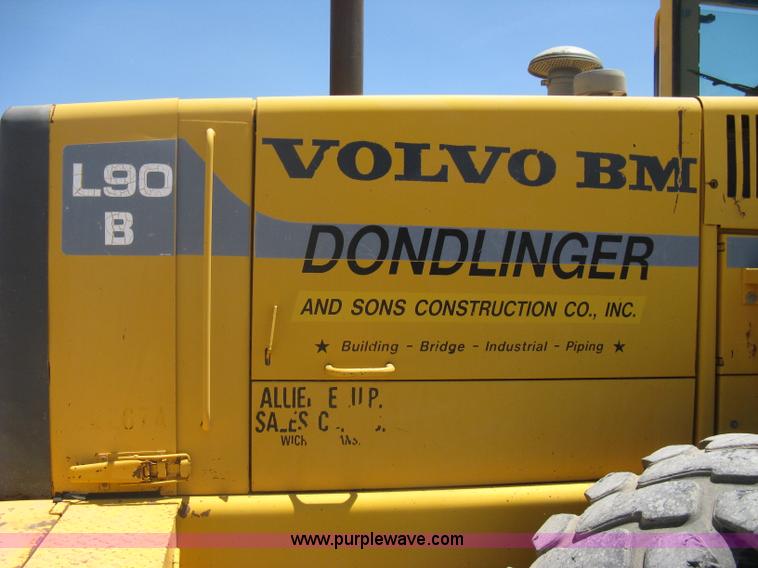 VOLVO BM
L90
B
DONDLINGER
AND SONS CONSTRUCTION CO., INC.
★ Building - Bridge - Industrial - Piping ★
www.purplewave.com